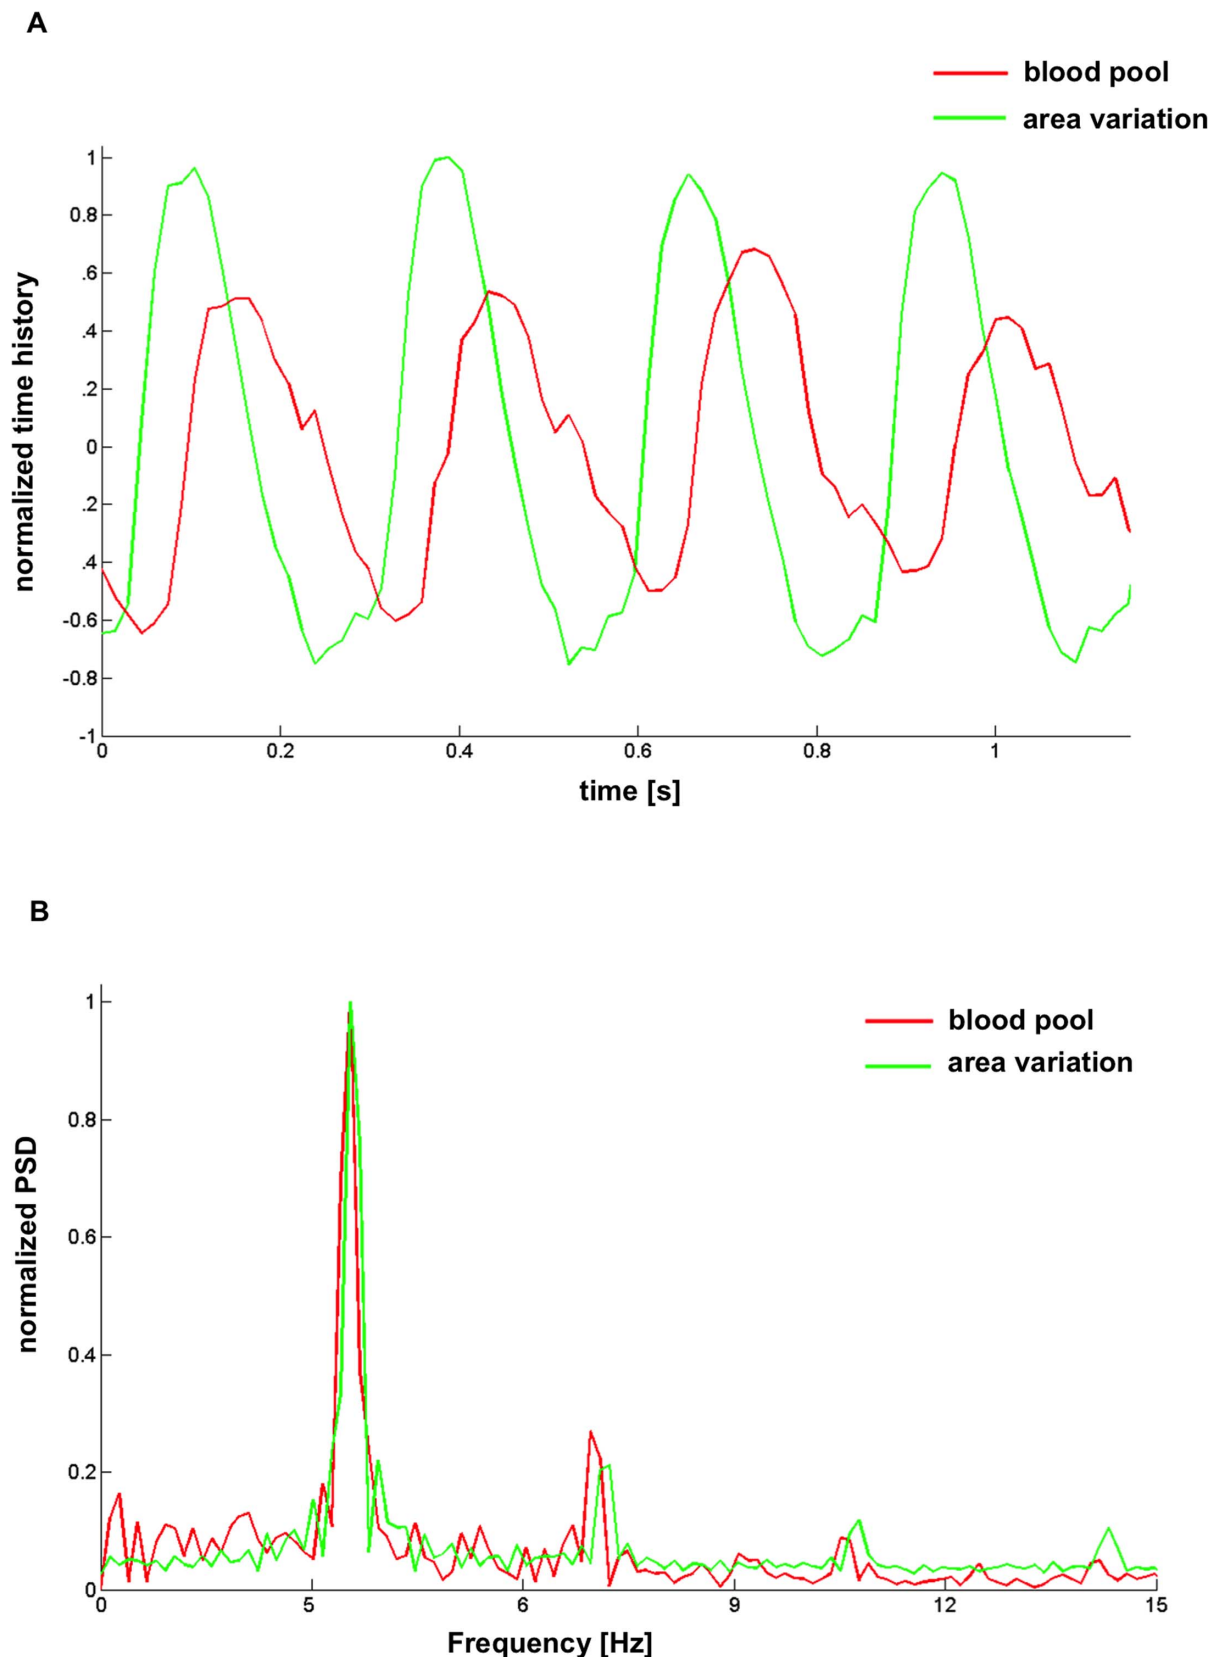 A
blood pool
area variation
1
0.8
.6
.4
.2
0
.2
.4
-0.6
-0.8
-1
normalized time history
0 0.2 0.4 0.6 0.8 1
time [s]
B
blood pool
area variation
1
0.8
0.6
0.4
0.2
0
normalized PSD
0 5 6 9 12 15
Frequency [Hz]